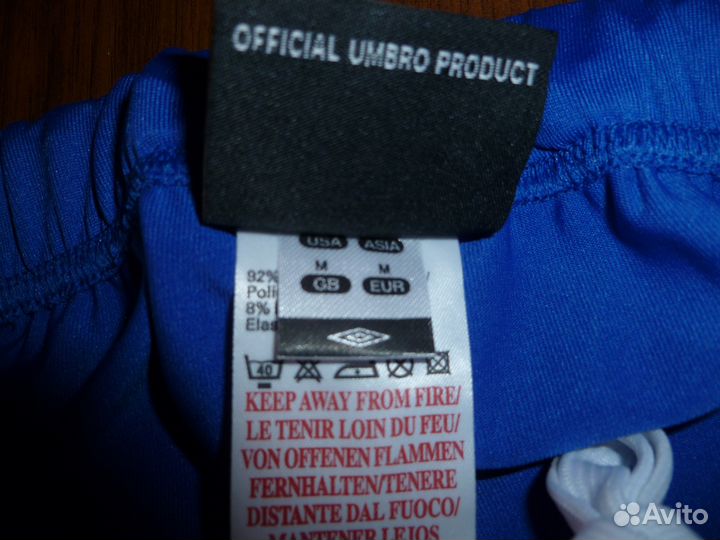 OFFICIAL UMBRO PRODUCT
USA ASIA
M M
GB EUR
92%
Poli
8%
Elas
40
KEEP AWAY FROM FIRE/
LE TENIR LOIN DU FEU/
VON OFFENEN FLAMMEN
FERNHALTEN/TENERE
DISTANTE DAL FUOCO/
MANTENER LEJOS
Avito